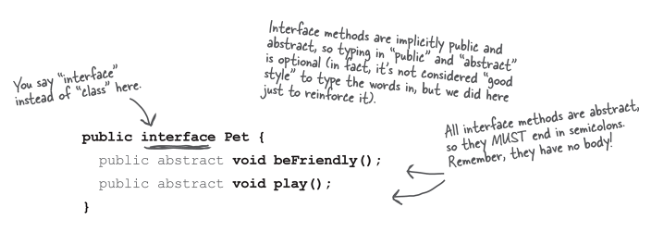 Interface methods are implicitly public and
abstract, so typing in "public" and "abstract"
is optional (in fact, it's not considered "good
style" to type the words in, but we did here
just to reinforce it).
You say "interface"
instead of "class" here.
All interface methods are abstract,
so they MUST end in semicolons.
Remember, they have no body!
public interface Pet {
public abstract void beFriendly();
public abstract void play();
}